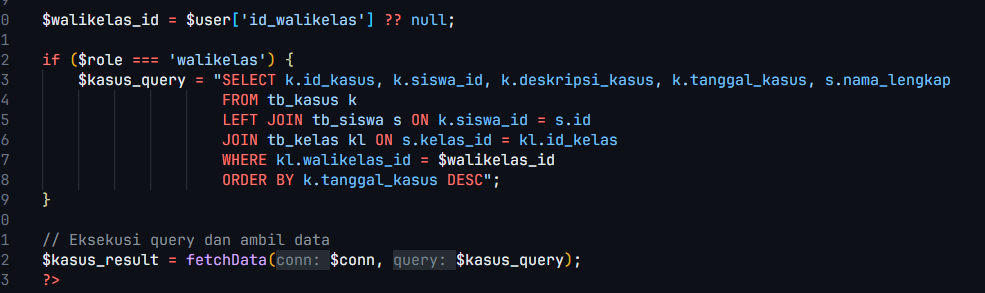 9
0 $walikelas_id = $user['id_walikelas'] ?? null;
1
2 if ($role === 'walikelas') {
3 $kasus_query = "SELECT k.id_kasus, k.siswa_id, k.deskripsi_kasus, k.tanggal_kasus, s.nama_lengkap
4 FROM tb_kasus k
5 LEFT JOIN tb_siswa s ON k.siswa_id = s.id
6 JOIN tb_kelas kl ON s.kelas_id = kl.id_kelas
7 WHERE kl.walikelas_id = $walikelas_id
8 ORDER BY k.tanggal_kasus DESC";
9 }
0
1 // Eksekusi query dan ambil data
2 $kasus_result = fetchData(conn: $conn, query: $kasus_query);
3 ?>